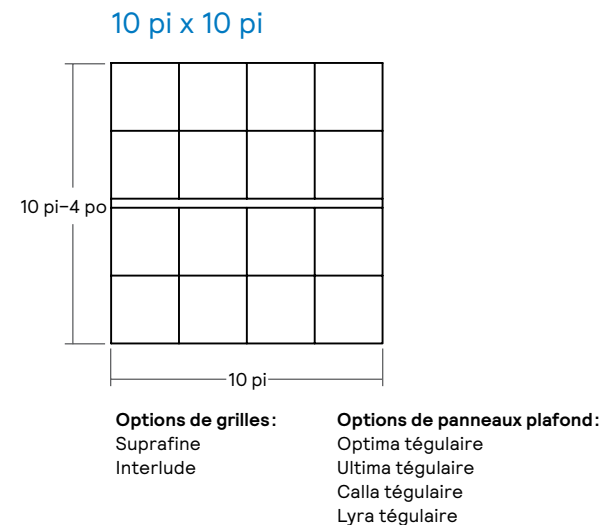 10 pi x 10 pi
10 pi–4 po
10 pi
Options de grilles :
Suprafine
Interlude
Options de panneaux plafond :
Optima tégulaire
Ultima tégulaire
Calla tégulaire
Lyra tégulaire